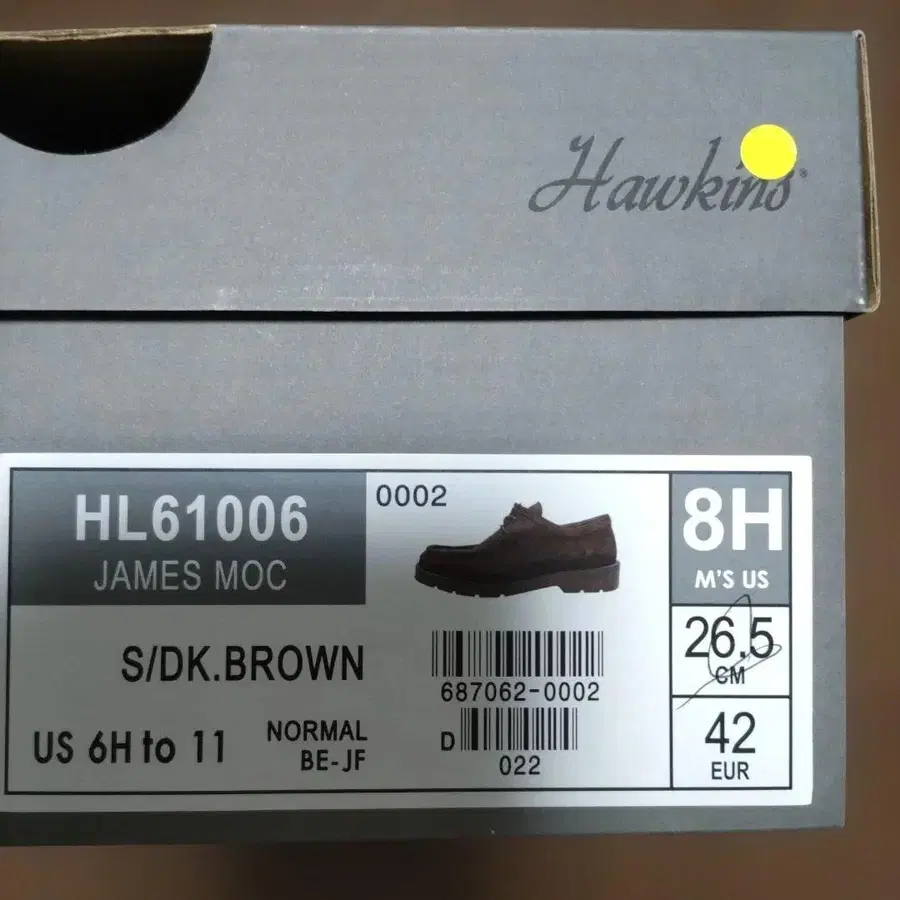 Hawkins®
HL61006
JAMES MOC
0002
8H
M'S US
S/DK.BROWN
687062-0002
26.5
CM
US 6H to 11
NORMAL
BE-JF
D
022
42
EUR